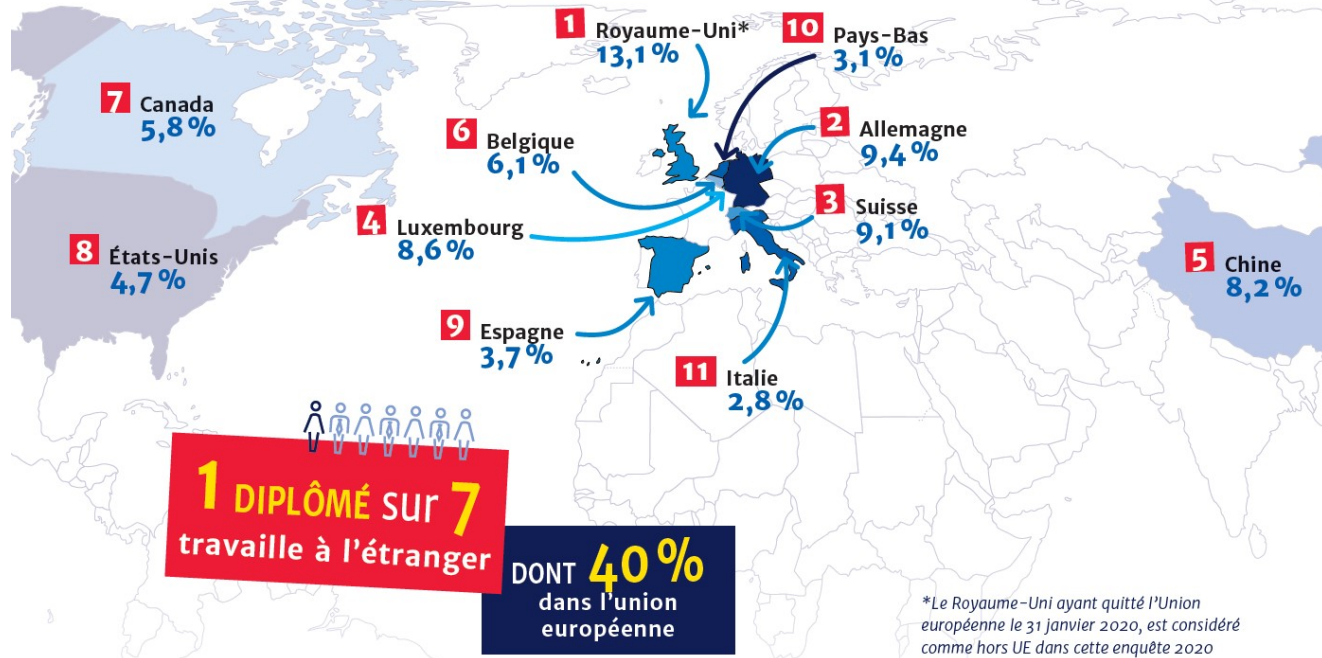 1 Royaume-Uni*
13,1 %
10 Pays-Bas
3,1 %
7 Canada
5,8 %
6 Belgique
6,1 %
2 Allemagne
9,4 %
4 Luxembourg
8,6 %
3 Suisse
9,1 %
8 États-Unis
4,7 %
5 Chine
8,2 %
9 Espagne
3,7 %
11 Italie
2,8 %
1 DIPLÔMÉ sur 7
travaille à l'étranger
DONT 40 %
dans l'union
européenne
*Le Royaume-Uni ayant quitté l'Union
européenne le 31 janvier 2020, est considéré
comme hors UE dans cette enquête 2020